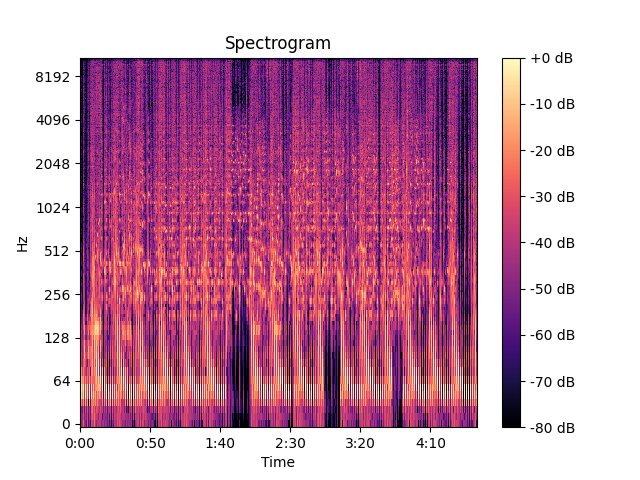 Spectrogram
8192
4096
2048
1024
512
256
128
64
0
Hz
0:00 0:50 1:40 2:30 3:20 4:10
Time
+0 dB
-10 dB
-20 dB
-30 dB
-40 dB
-50 dB
-60 dB
-70 dB
-80 dB